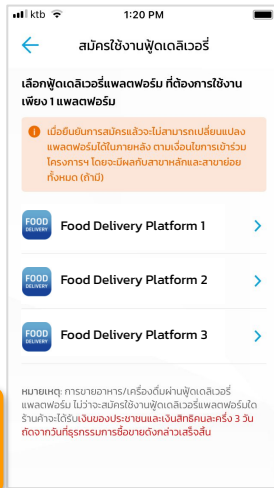 ktb 1:20 PM
สมัครใช้งานฟู้ดเดลิเวอรี่
เลือกฟู้ดเดลิเวอรี่แพลตฟอร์ม ที่ต้องการใช้งาน
เพียง 1 แพลตฟอร์ม
เมื่อยืนยันการสมัครแล้วจะไม่สามารถเปลี่ยนแปลง
แพลตฟอร์มได้ในภายหลัง ตามเงื่อนไขการเข้าร่วม
โครงการฯ โดยจะมีผลกับสาขาหลักและสาขาย่อย
ทั้งหมด (ถ้ามี)
FOOD
DELIVERY
Food Delivery Platform 1
FOOD
DELIVERY
Food Delivery Platform 2
FOOD
DELIVERY
Food Delivery Platform 3
หมายเหตุ: การขายอาหาร/เครื่องดื่มผ่านฟู้ดเดลิเวอรี่
แพลตฟอร์ม ไม่ว่าจะสมัครใช้งานฟู้ดเดลิเวอรี่แพลตฟอร์มใด
ร้านค้าจะได้รับเงินของประชาชนและเงินสิทธิคนละครึ่ง 3 วัน
ถัดจากวันที่ธุรกรรมการซื้อขายดังกล่าวเสร็จสิ้น